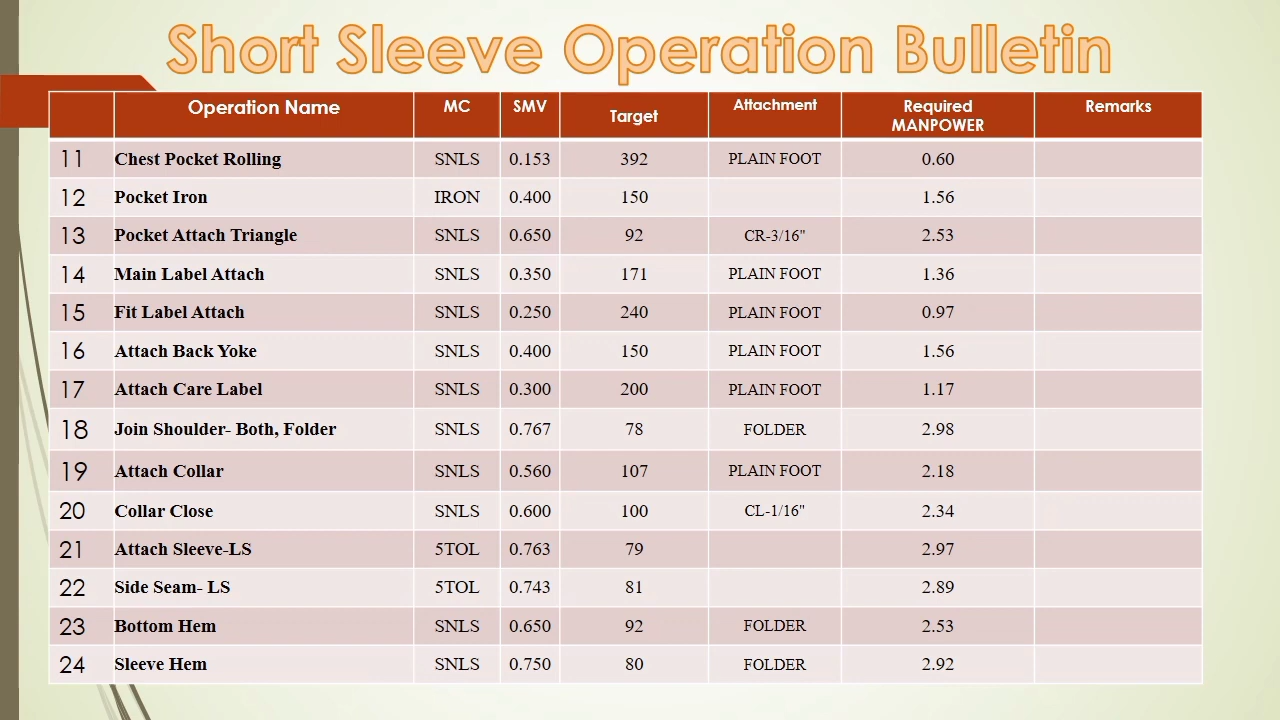 Short Sleeve Operation Bulletin
Operation Name MC SMV Target Attachment Required MANPOWER Remarks
11 Chest Pocket Rolling SNLS 0.153 392 PLAIN FOOT 0.60
12 Pocket Iron IRON 0.400 150 1.56
13 Pocket Attach Triangle SNLS 0.650 92 CR-3/16" 2.53
14 Main Label Attach SNLS 0.350 171 PLAIN FOOT 1.36
15 Fit Label Attach SNLS 0.250 240 PLAIN FOOT 0.97
16 Attach Back Yoke SNLS 0.400 150 PLAIN FOOT 1.56
17 Attach Care Label SNLS 0.300 200 PLAIN FOOT 1.17
18 Join Shoulder- Both, Folder SNLS 0.767 78 FOLDER 2.98
19 Attach Collar SNLS 0.560 107 PLAIN FOOT 2.18
20 Collar Close SNLS 0.600 100 CL-1/16" 2.34
21 Attach Sleeve-LS 5TOL 0.763 79 2.97
22 Side Seam- LS 5TOL 0.743 81 2.89
23 Bottom Hem SNLS 0.650 92 FOLDER 2.53
24 Sleeve Hem SNLS 0.750 80 FOLDER 2.92